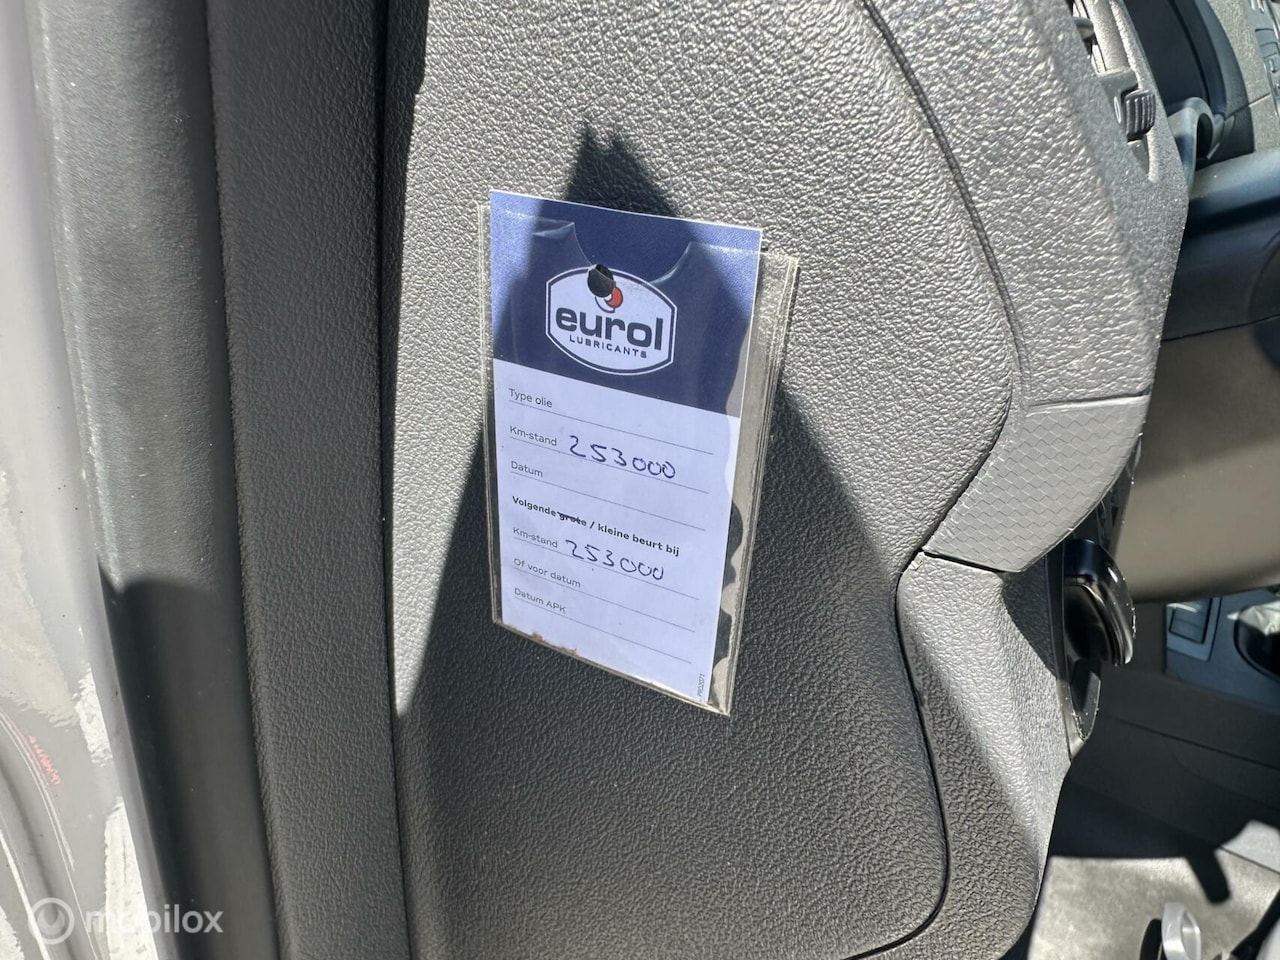 eurol
LUBRICANTS
Type olie
Km-stand 253000
Datum
Volgende grote / kleine beurt bij
Km-stand 253000
Of voor datum
Datum APK
mobilox